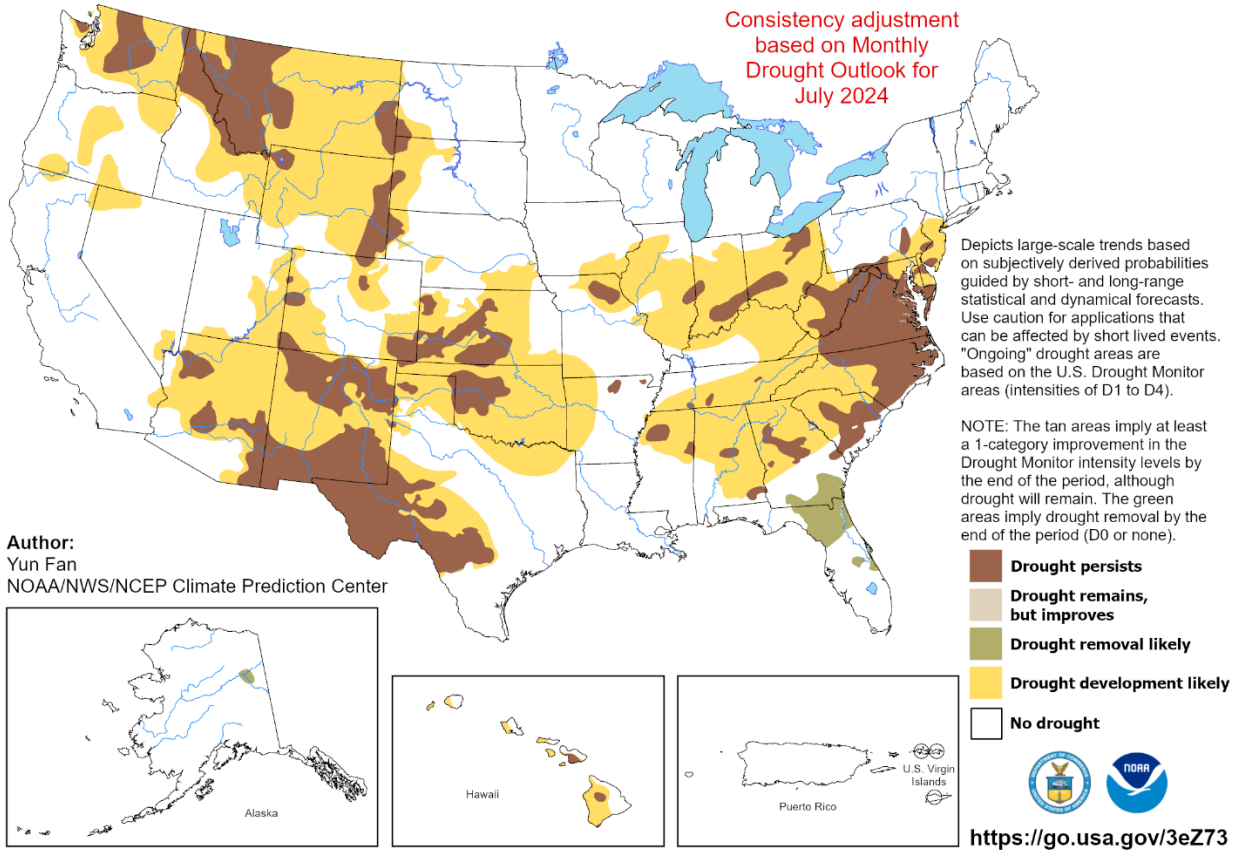 Consistency adjustment
based on Monthly
Drought Outlook for
July 2024
Depicts large-scale trends based
on subjectively derived probabilities
guided by short- and long-range
statistical and dynamical forecasts.
Use caution for applications that
can be affected by short lived events.
"Ongoing" drought areas are
based on the U.S. Drought Monitor
areas (intensities of D1 to D4).
NOTE: The tan areas imply at least
a 1-category improvement in the
Drought Monitor intensity levels by
the end of the period, although
drought will remain. The green
areas imply drought removal by the
end of the period (D0 or none).
Author:
Yun Fan
NOAA/NWS/NCEP Climate Prediction Center
Drought persists
Drought remains,
but improves
Drought removal likely
Drought development likely
No drought
Alaska
Hawaii
Puerto Rico
U.S. Virgin
Islands
NOAA
https://go.usa.gov/3eZ73